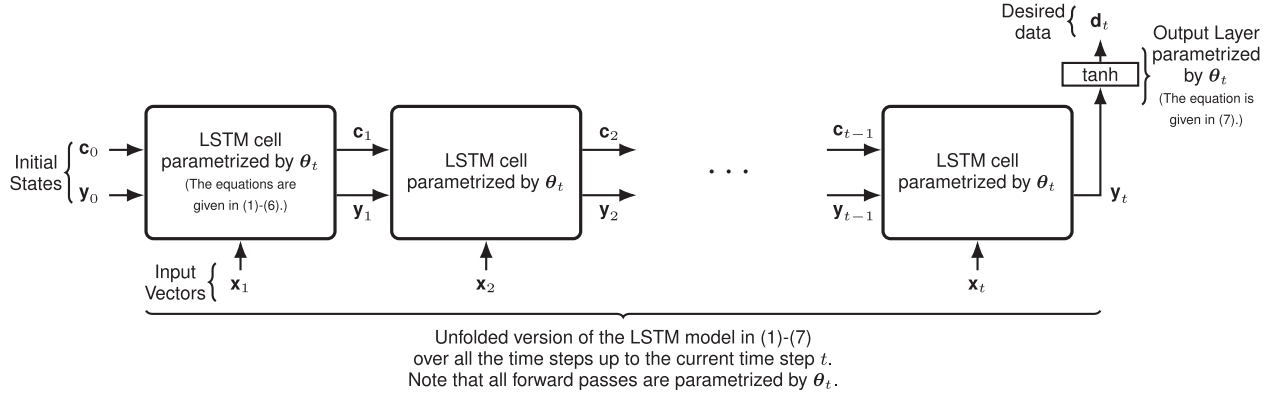 Desired
data
{ d_t
Output Layer
parametrized
by θ_t
(The equation is
given in (7).)
tanh
Initial
States
c_0
y_0
LSTM cell
parametrized by θ_t
(The equations are
given in (1)-(6).)
c_1
y_1
LSTM cell
parametrized by θ_t
c_2
y_2
· · ·
c_{t−1}
y_{t−1}
LSTM cell
parametrized by θ_t
y_t
Input
Vectors
x_1
x_2
x_t
Unfolded version of the LSTM model in (1)-(7)
over all the time steps up to the current time step t.
Note that all forward passes are parametrized by θ_t.